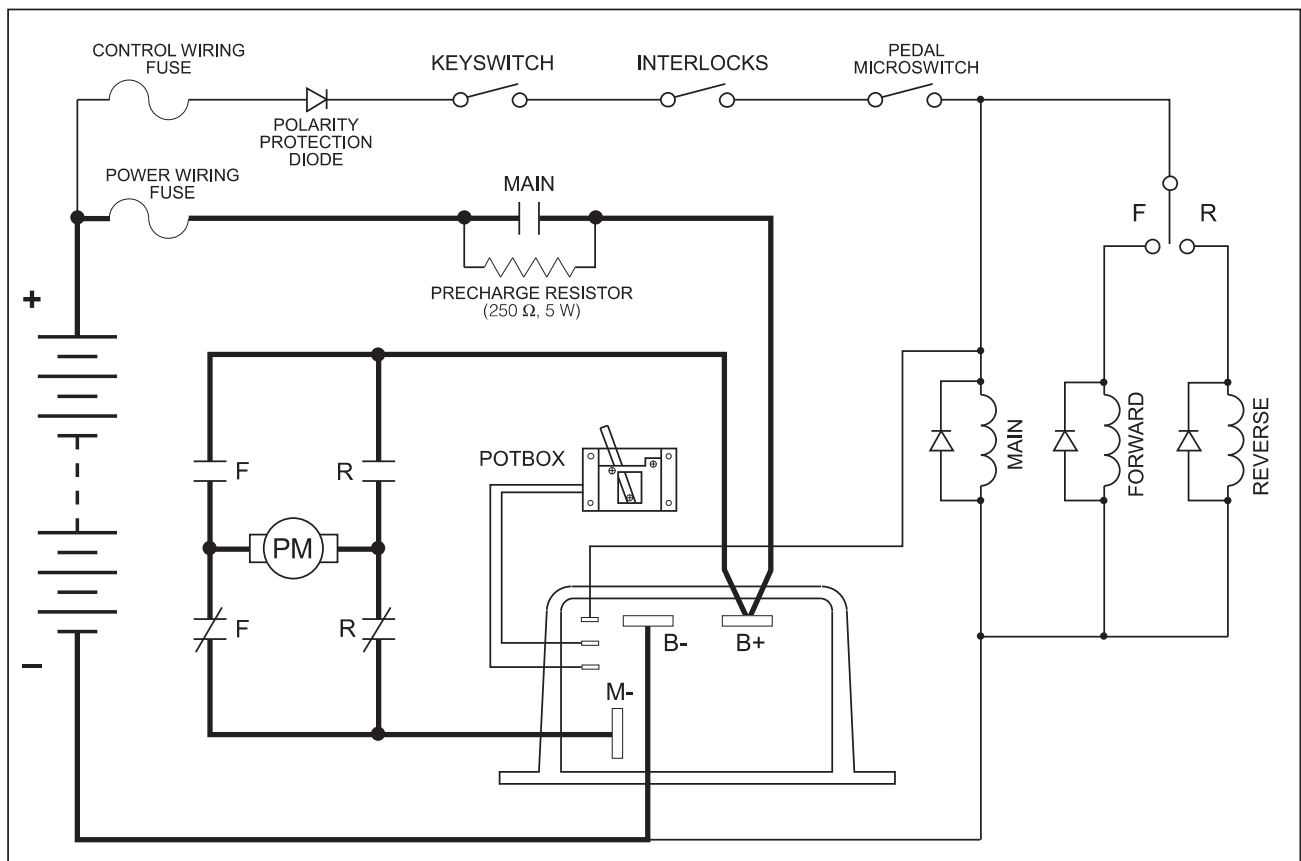 CONTROL WIRING
FUSE
KEYSWITCH
INTERLOCKS
PEDAL
MICROSWITCH
POLARITY
PROTECTION
DIODE
POWER WIRING
FUSE
MAIN
F
R
+
PRECHARGE RESISTOR
(250 Ω, 5 W)
MAIN
FORWARD
REVERSE
POTBOX
F
R
PM
F
R
B-
B+
–
M-